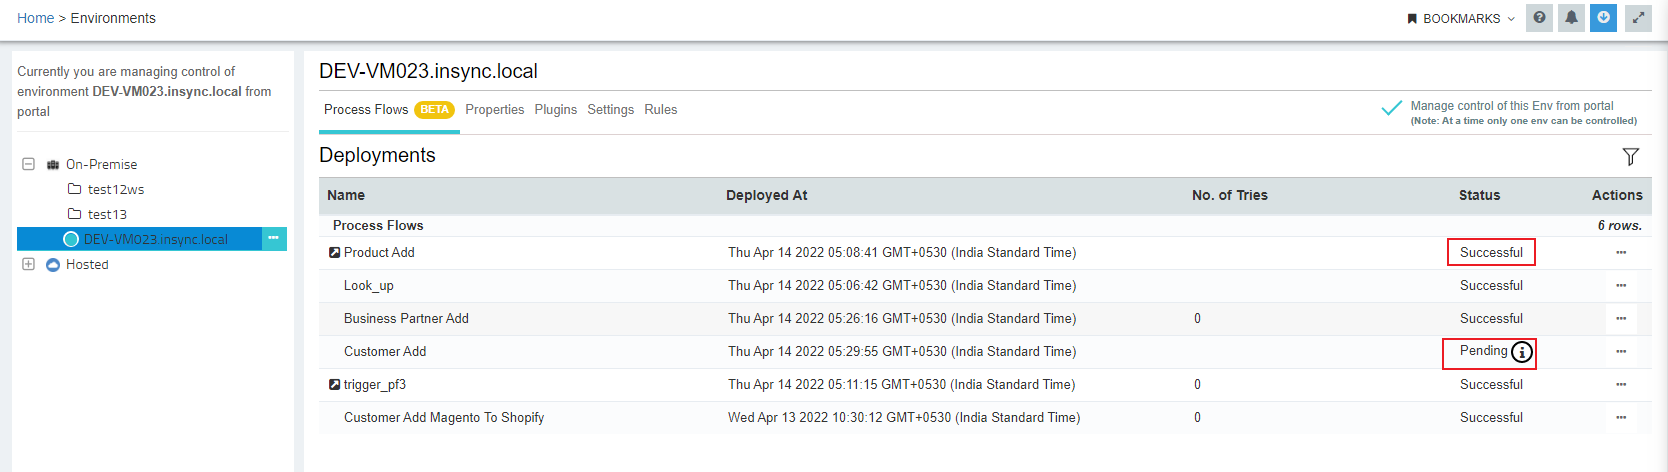 Home > Environments
BOOKMARKS
Currently you are managing control of
environment DEV-VM023.insync.local from
portal
On-Premise
test12ws
test13
DEV-VM023.insync.local
Hosted
DEV-VM023.insync.local
Process Flows BETA Properties Plugins Settings Rules
Manage control of this Env from portal
(Note: At a time only one env can be controlled)
Deployments
Name Deployed At No. of Tries Status Actions
Process Flows 6 rows.
Product Add Thu Apr 14 2022 05:08:41 GMT+0530 (India Standard Time) Successful
Look_up Thu Apr 14 2022 05:06:42 GMT+0530 (India Standard Time) Successful
Business Partner Add Thu Apr 14 2022 05:26:16 GMT+0530 (India Standard Time) 0 Successful
Customer Add Thu Apr 14 2022 05:29:55 GMT+0530 (India Standard Time) Pending
trigger_pf3 Thu Apr 14 2022 05:11:15 GMT+0530 (India Standard Time) 0 Successful
Customer Add Magento To Shopify Wed Apr 13 2022 10:30:12 GMT+0530 (India Standard Time) 0 Successful